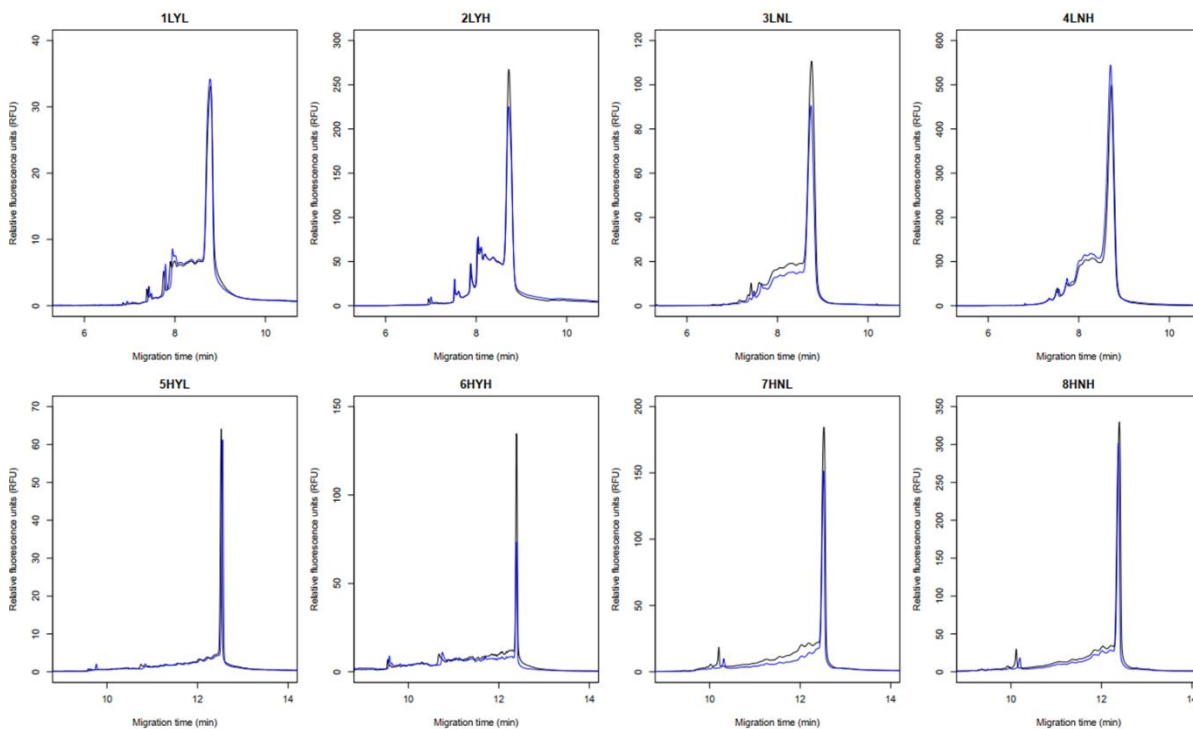 1LYL
Relative fluorescence units (RFU)
0 10 20 30 40
6 8 10
Migration time (min)
2LYH
Relative fluorescence units (RFU)
0 50 100 150 200 250 300
6 8 10
Migration time (min)
3LNL
Relative fluorescence units (RFU)
0 20 40 60 80 100 120
6 8 10
Migration time (min)
4LNH
Relative fluorescence units (RFU)
0 100 200 300 400 500 600
6 8 10
Migration time (min)
5HYL
Relative fluorescence units (RFU)
0 10 20 30 40 50 60 70
10 12 14
Migration time (min)
6HYH
Relative fluorescence units (RFU)
0 50 100 150
10 12 14
Migration time (min)
7HNL
Relative fluorescence units (RFU)
0 50 100 150 200
10 12 14
Migration time (min)
8HNH
Relative fluorescence units (RFU)
0 50 100 150 200 250 300 350
10 12 14
Migration time (min)